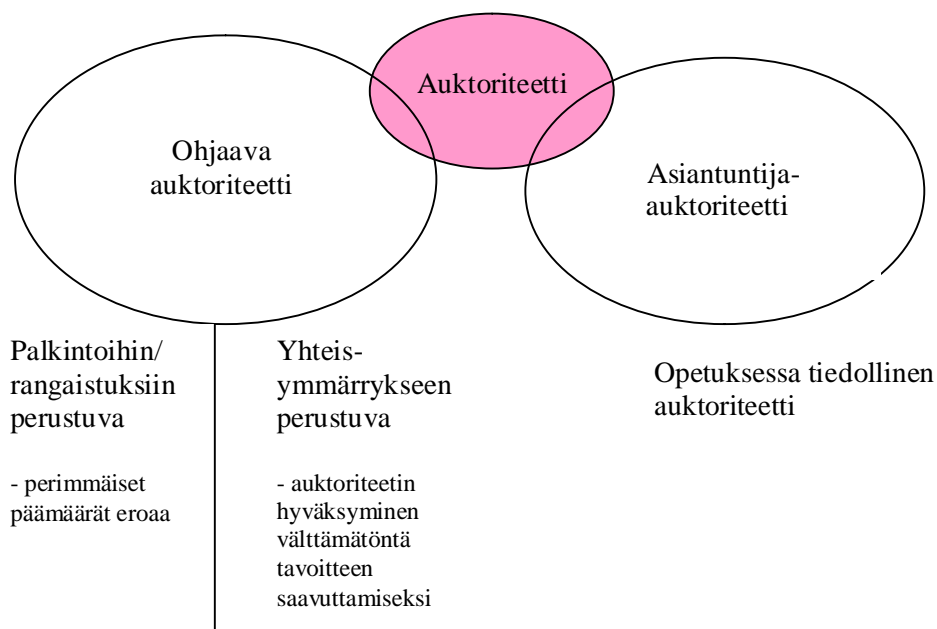 Auktoriteetti
Ohjaava
auktoriteetti
Asiantuntija-
auktoriteetti
Palkintoihin/
rangaistuksiin
perustuva
- perimmäiset
päämäärät eroaa
Yhteis-
ymmärrykseen
perustuva
- auktoriteetin
hyväksyminen
välttämätöntä
tavoitteen
saavuttamiseksi
Opetuksessa tiedollinen
auktoriteetti